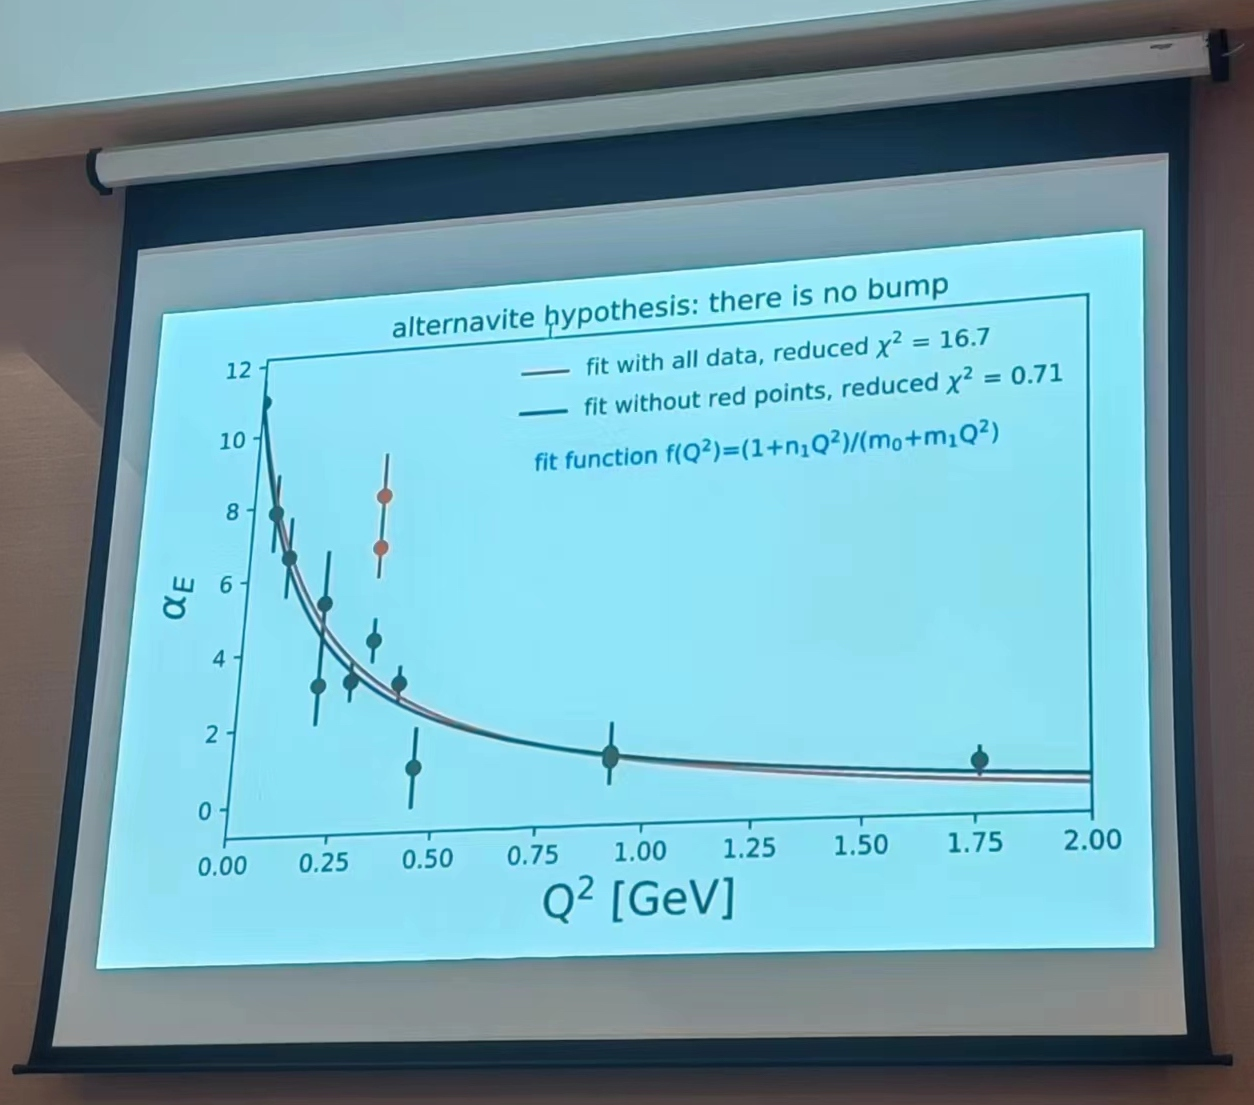 alternavite hypothesis: there is no bump
fit with all data, reduced χ² = 16.7
fit without red points, reduced χ² = 0.71
fit function f(Q²)=(1+n₁Q²)/(m₀+m₁Q²)
12
10
8
6
4
2
0
α_E
0.00 0.25 0.50 0.75 1.00 1.25 1.50 1.75 2.00
Q² [GeV]